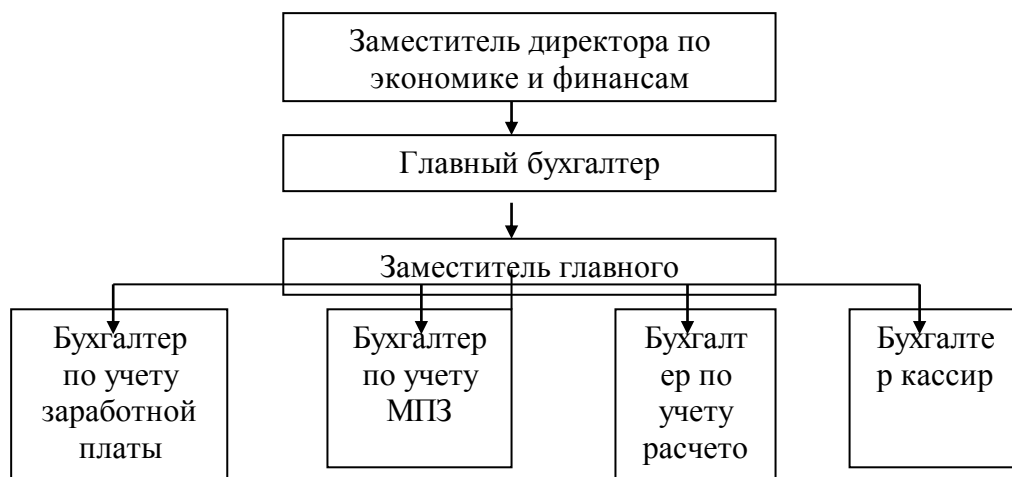 Заместитель директора по
экономике и финансам
Главный бухгалтер
Заместитель главного
Бухгалтер
по учету
заработной
платы
Бухгалтер
по учету
МПЗ
Бухгалт
ер по
учету
расчето
Бухгалте
р кассир